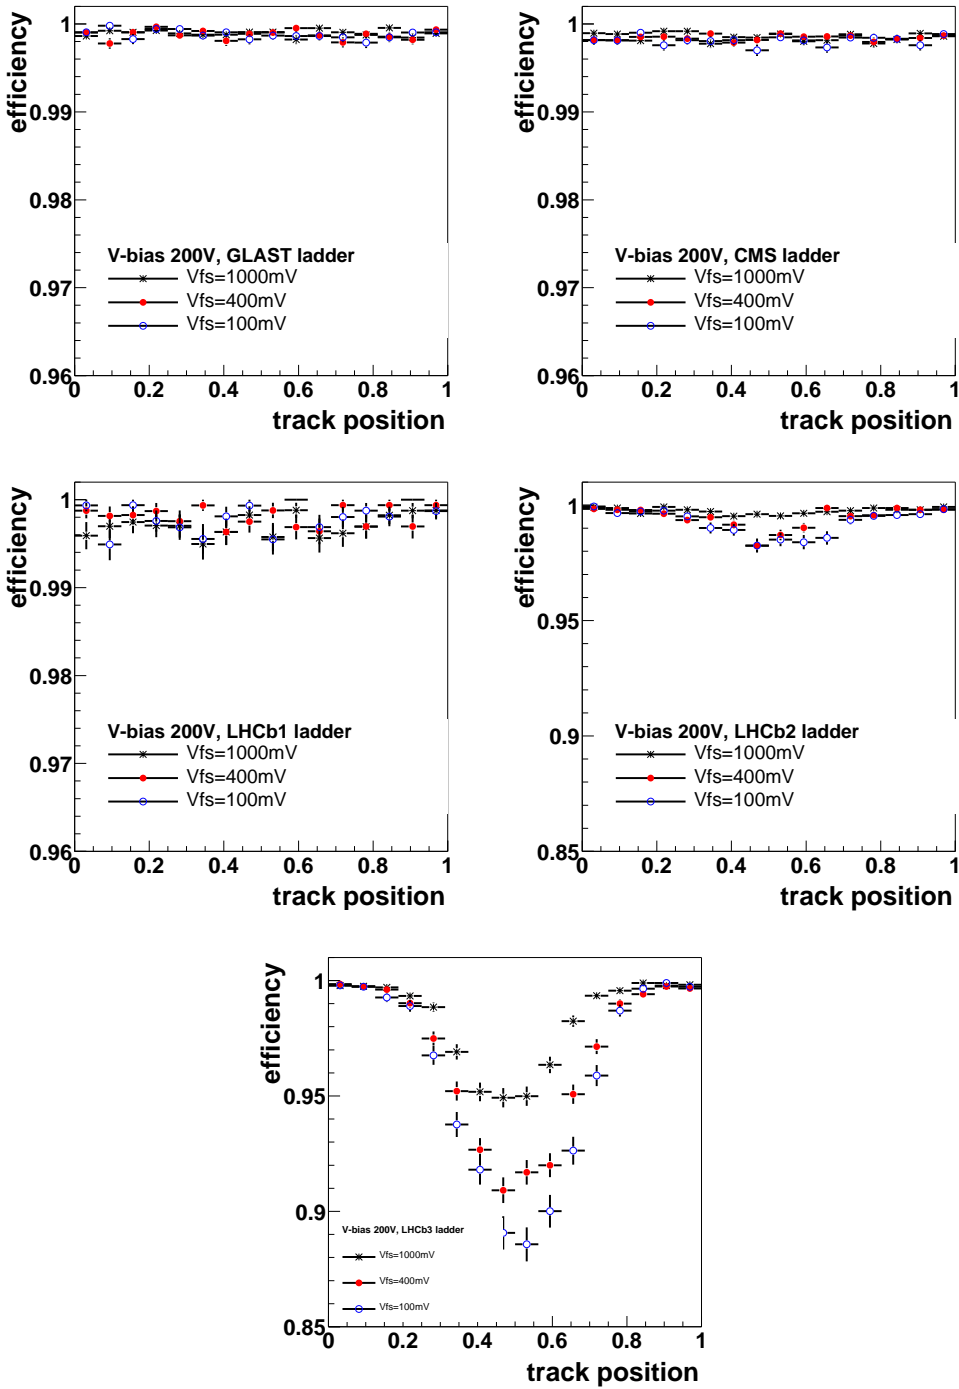 efficiency
1
0.99
0.98
0.97
0.96
V-bias 200V, GLAST ladder
Vfs=1000mV
Vfs=400mV
Vfs=100mV
0 0.2 0.4 0.6 0.8 1
track position
efficiency
1
0.99
0.98
0.97
0.96
V-bias 200V, CMS ladder
Vfs=1000mV
Vfs=400mV
Vfs=100mV
0 0.2 0.4 0.6 0.8 1
track position
efficiency
1
0.99
0.98
0.97
0.96
V-bias 200V, LHCb1 ladder
Vfs=1000mV
Vfs=400mV
Vfs=100mV
0 0.2 0.4 0.6 0.8 1
track position
efficiency
1
0.95
0.9
0.85
V-bias 200V, LHCb2 ladder
Vfs=1000mV
Vfs=400mV
Vfs=100mV
0 0.2 0.4 0.6 0.8 1
track position
efficiency
1
0.95
0.9
0.85
V-bias 200V, LHCb3 ladder
Vfs=1000mV
Vfs=400mV
Vfs=100mV
0 0.2 0.4 0.6 0.8 1
track position